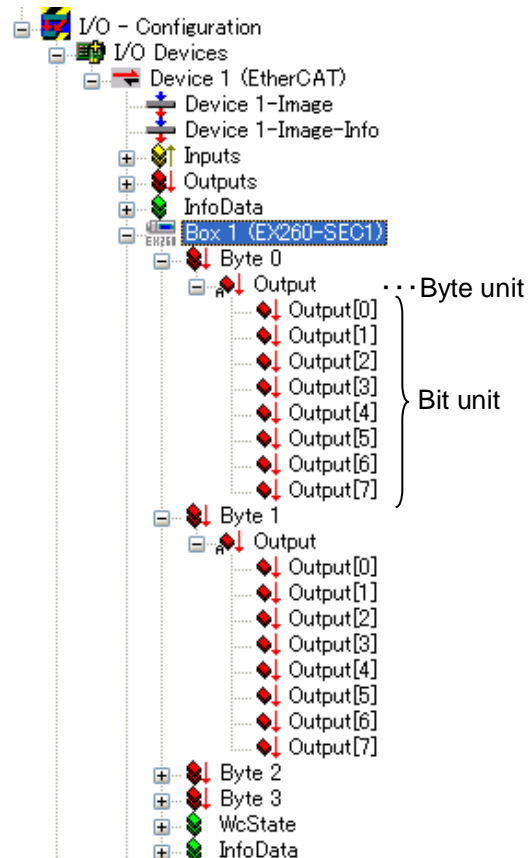 I/O - Configuration
I/O Devices
Device 1 (EtherCAT)
Device 1-Image
Device 1-Image-Info
Inputs
Outputs
InfoData
EX260 Box 1 (EX260-SEC1)
Byte 0
A Output ···Byte unit
Output[0]
Output[1]
Output[2]
Output[3]
Output[4] Bit unit
Output[5]
Output[6]
Output[7]
Byte 1
A Output
Output[0]
Output[1]
Output[2]
Output[3]
Output[4]
Output[5]
Output[6]
Output[7]
Byte 2
Byte 3
WcState
InfoData